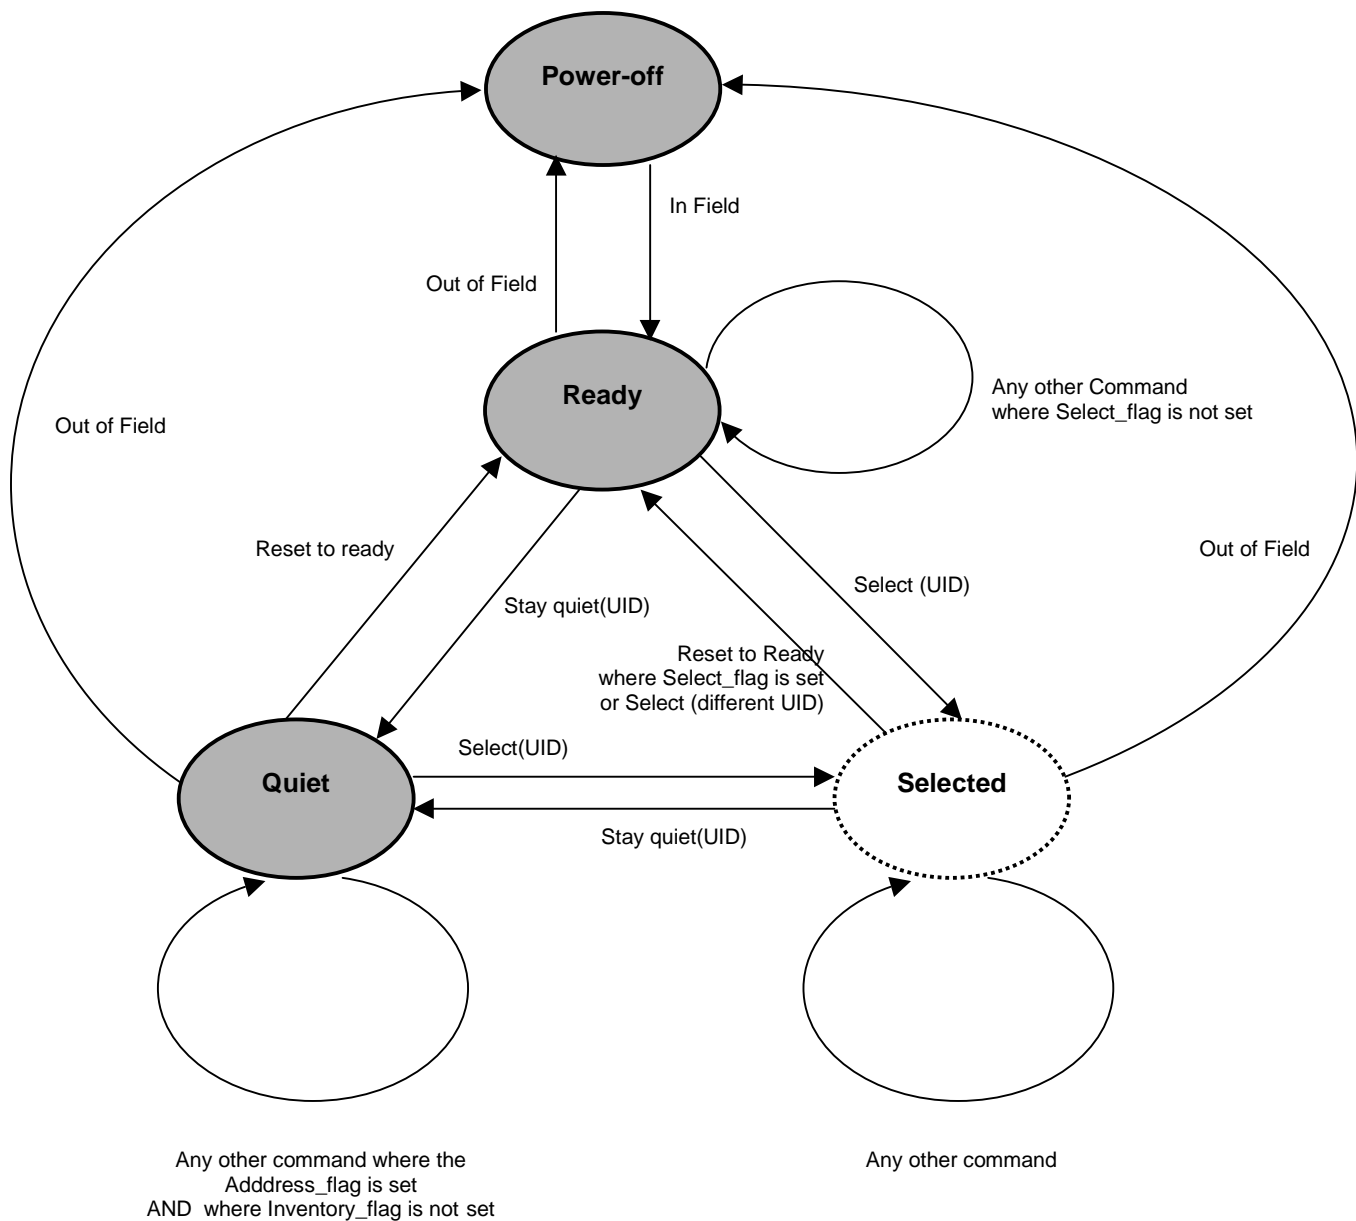 Power-off
In Field
Out of Field
Ready
Any other Command
where Select_flag is not set
Out of Field
Reset to ready
Out of Field
Select (UID)
Stay quiet(UID)
Reset to Ready
where Select_flag is set
or Select (different UID)
Select(UID)
Quiet
Selected
Stay quiet(UID)
Any other command where the
Adddress_flag is set
AND where Inventory_flag is not set
Any other command